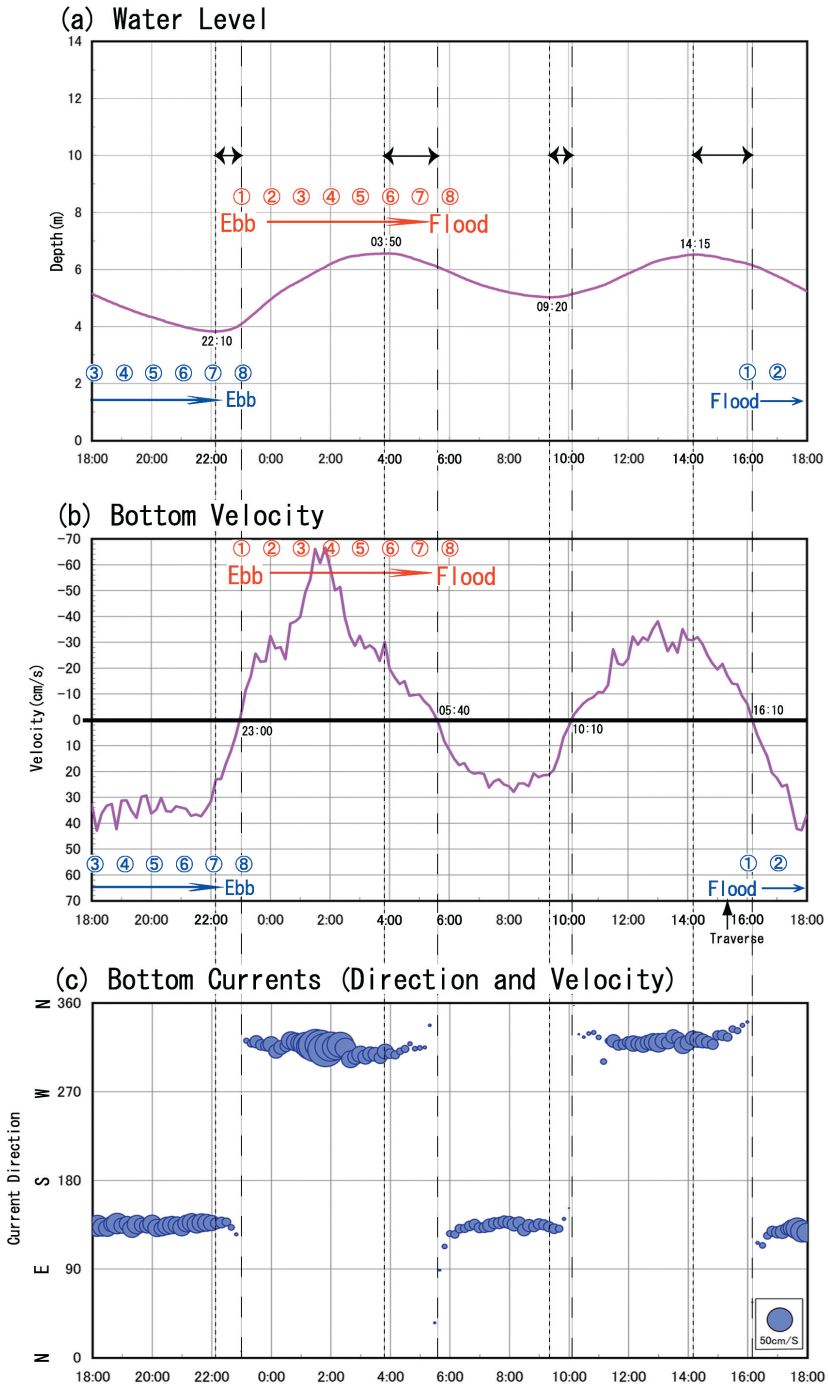 (a) Water Level
14
12
10
8
6
4
2
0
Depth(m)
① ② ③ ④ ⑤ ⑥ ⑦ ⑧
Ebb Flood
03:50
14:15
22:10
09:20
③ ④ ⑤ ⑥ ⑦ ⑧
Ebb
① ②
Flood
18:00 20:00 22:00 0:00 2:00 4:00 6:00 8:00 10:00 12:00 14:00 16:00 18:00
(b) Bottom Velocity
-70
-60
-50
-40
-30
-20
-10
0
10
20
30
40
50
60
70
Velocity(cm/s)
① ② ③ ④ ⑤ ⑥ ⑦ ⑧
Ebb Flood
23:00
05:40
10:10
16:10
③ ④ ⑤ ⑥ ⑦ ⑧
Ebb
① ②
Flood
18:00 20:00 22:00 0:00 2:00 4:00 6:00 8:00 10:00 12:00 14:00 16:00 18:00
Traverse
(c) Bottom Currents (Direction and Velocity)
N 360
W 270
S 180
E 90
N 0
Current Direction
50cm/S
18:00 20:00 22:00 0:00 2:00 4:00 6:00 8:00 10:00 12:00 14:00 16:00 18:00